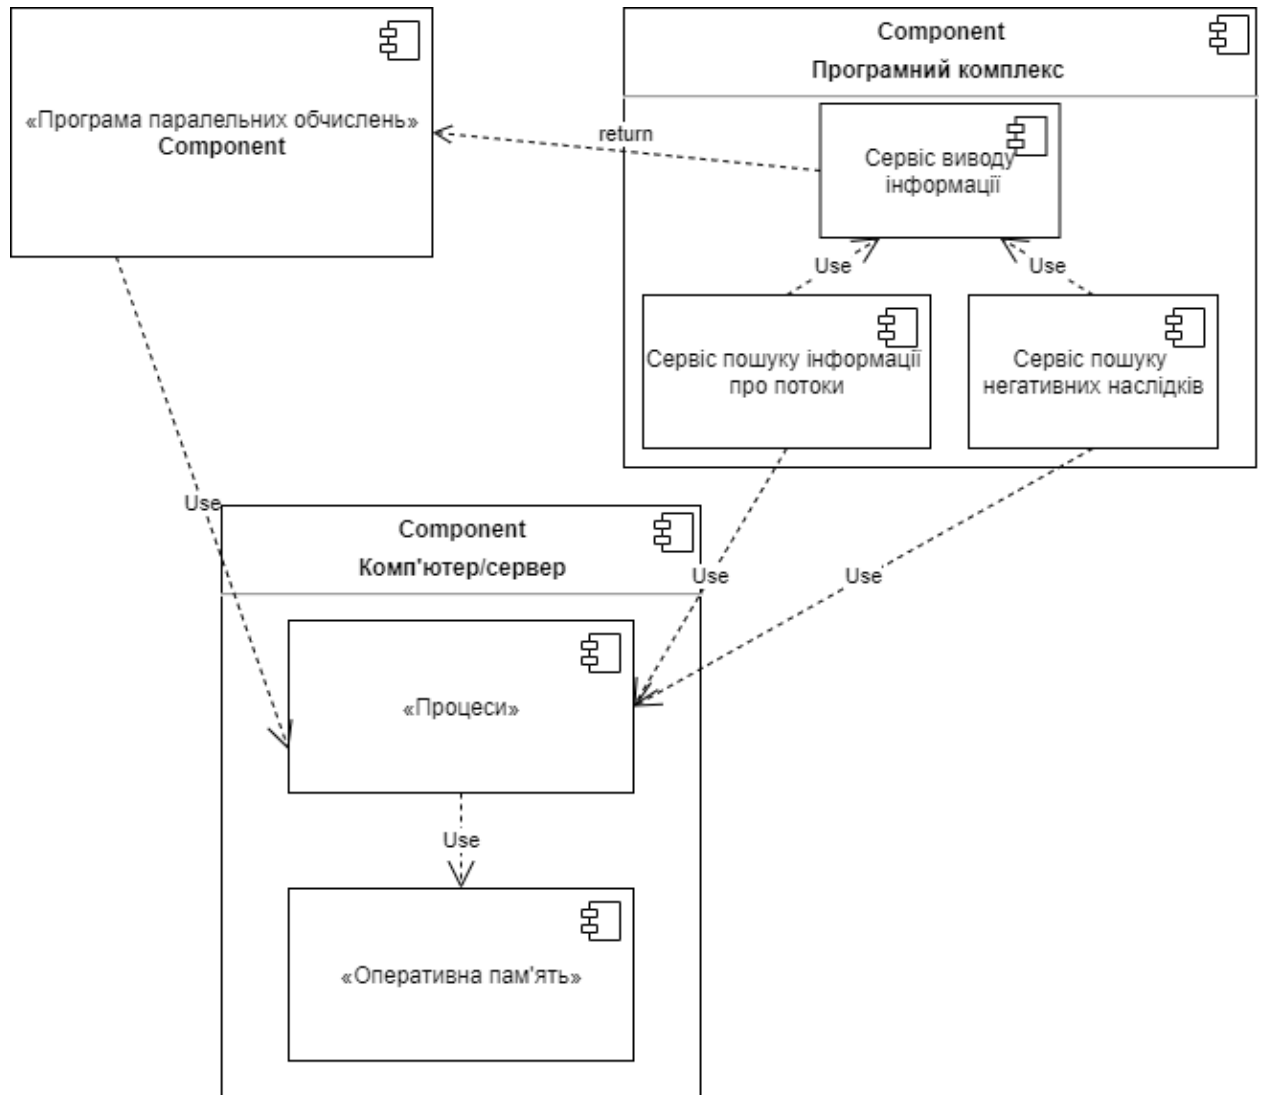 «Програма паралельних обчислень»
Component
return
Component
Програмний комплекс
Сервіс виводу
інформації
Use
Use
Сервіс пошуку інформації
про потоки
Сервіс пошуку
негативних наслідків
Use
Use
Use
Component
Комп'ютер/сервер
«Процеси»
Use
«Оперативна пам'ять»